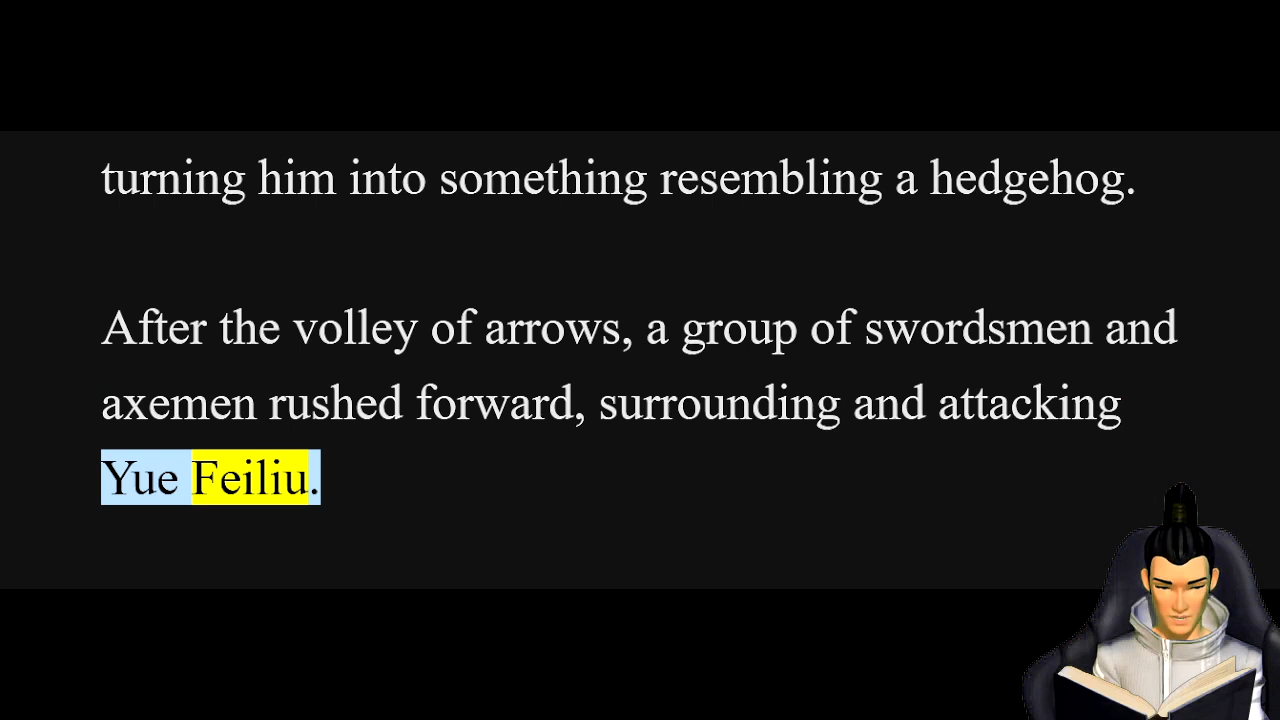 turning him into something resembling a hedgehog.
After the volley of arrows, a group of swordsmen and
axemen rushed forward, surrounding and attacking
Yue Feiliu.